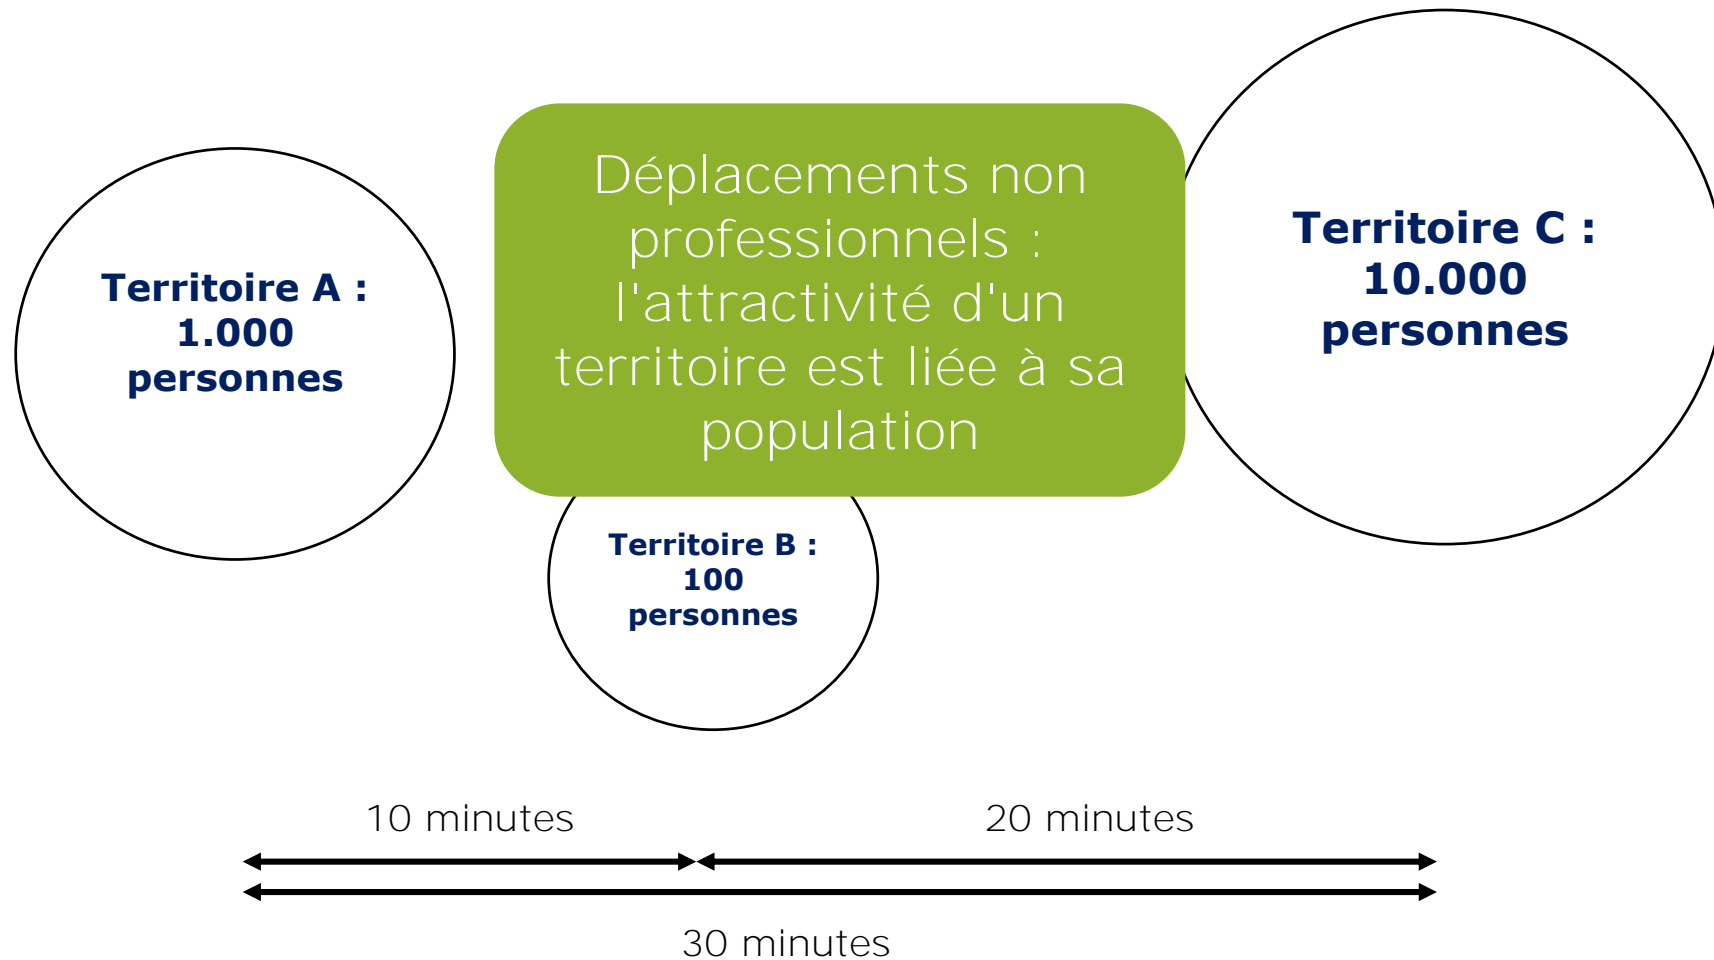 Territoire A :
1.000
personnes
Déplacements non
professionnels :
l'attractivité d'un
territoire est liée à sa
population
Territoire C :
10.000
personnes
Territoire B :
100
personnes
10 minutes
20 minutes
30 minutes